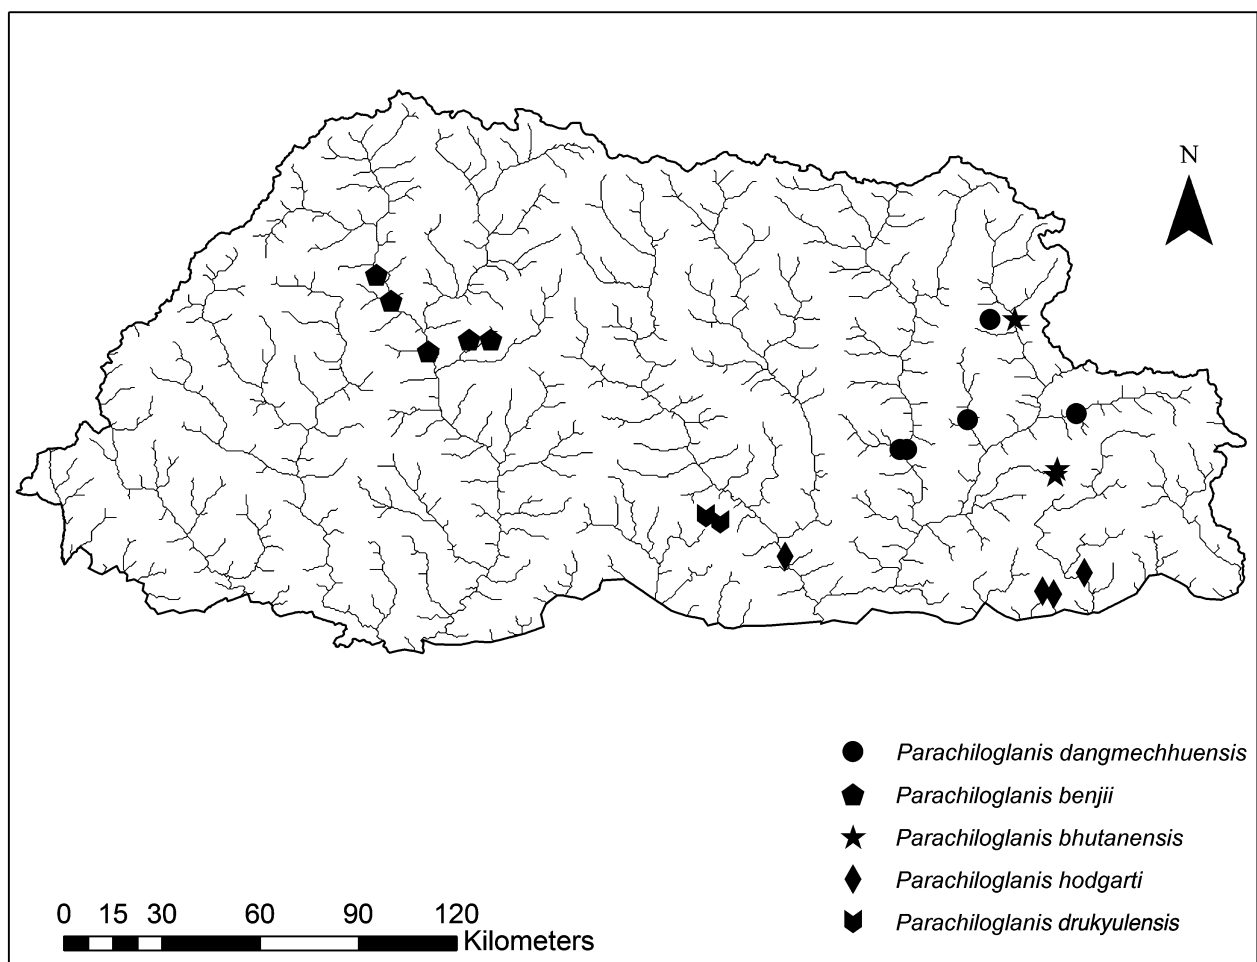 N
Parachiloglanis dangmechhuensis
Parachiloglanis benjii
Parachiloglanis bhutanensis
Parachiloglanis hodgarti
Parachiloglanis drukyulensis
0 15 30 60 90 120
Kilometers